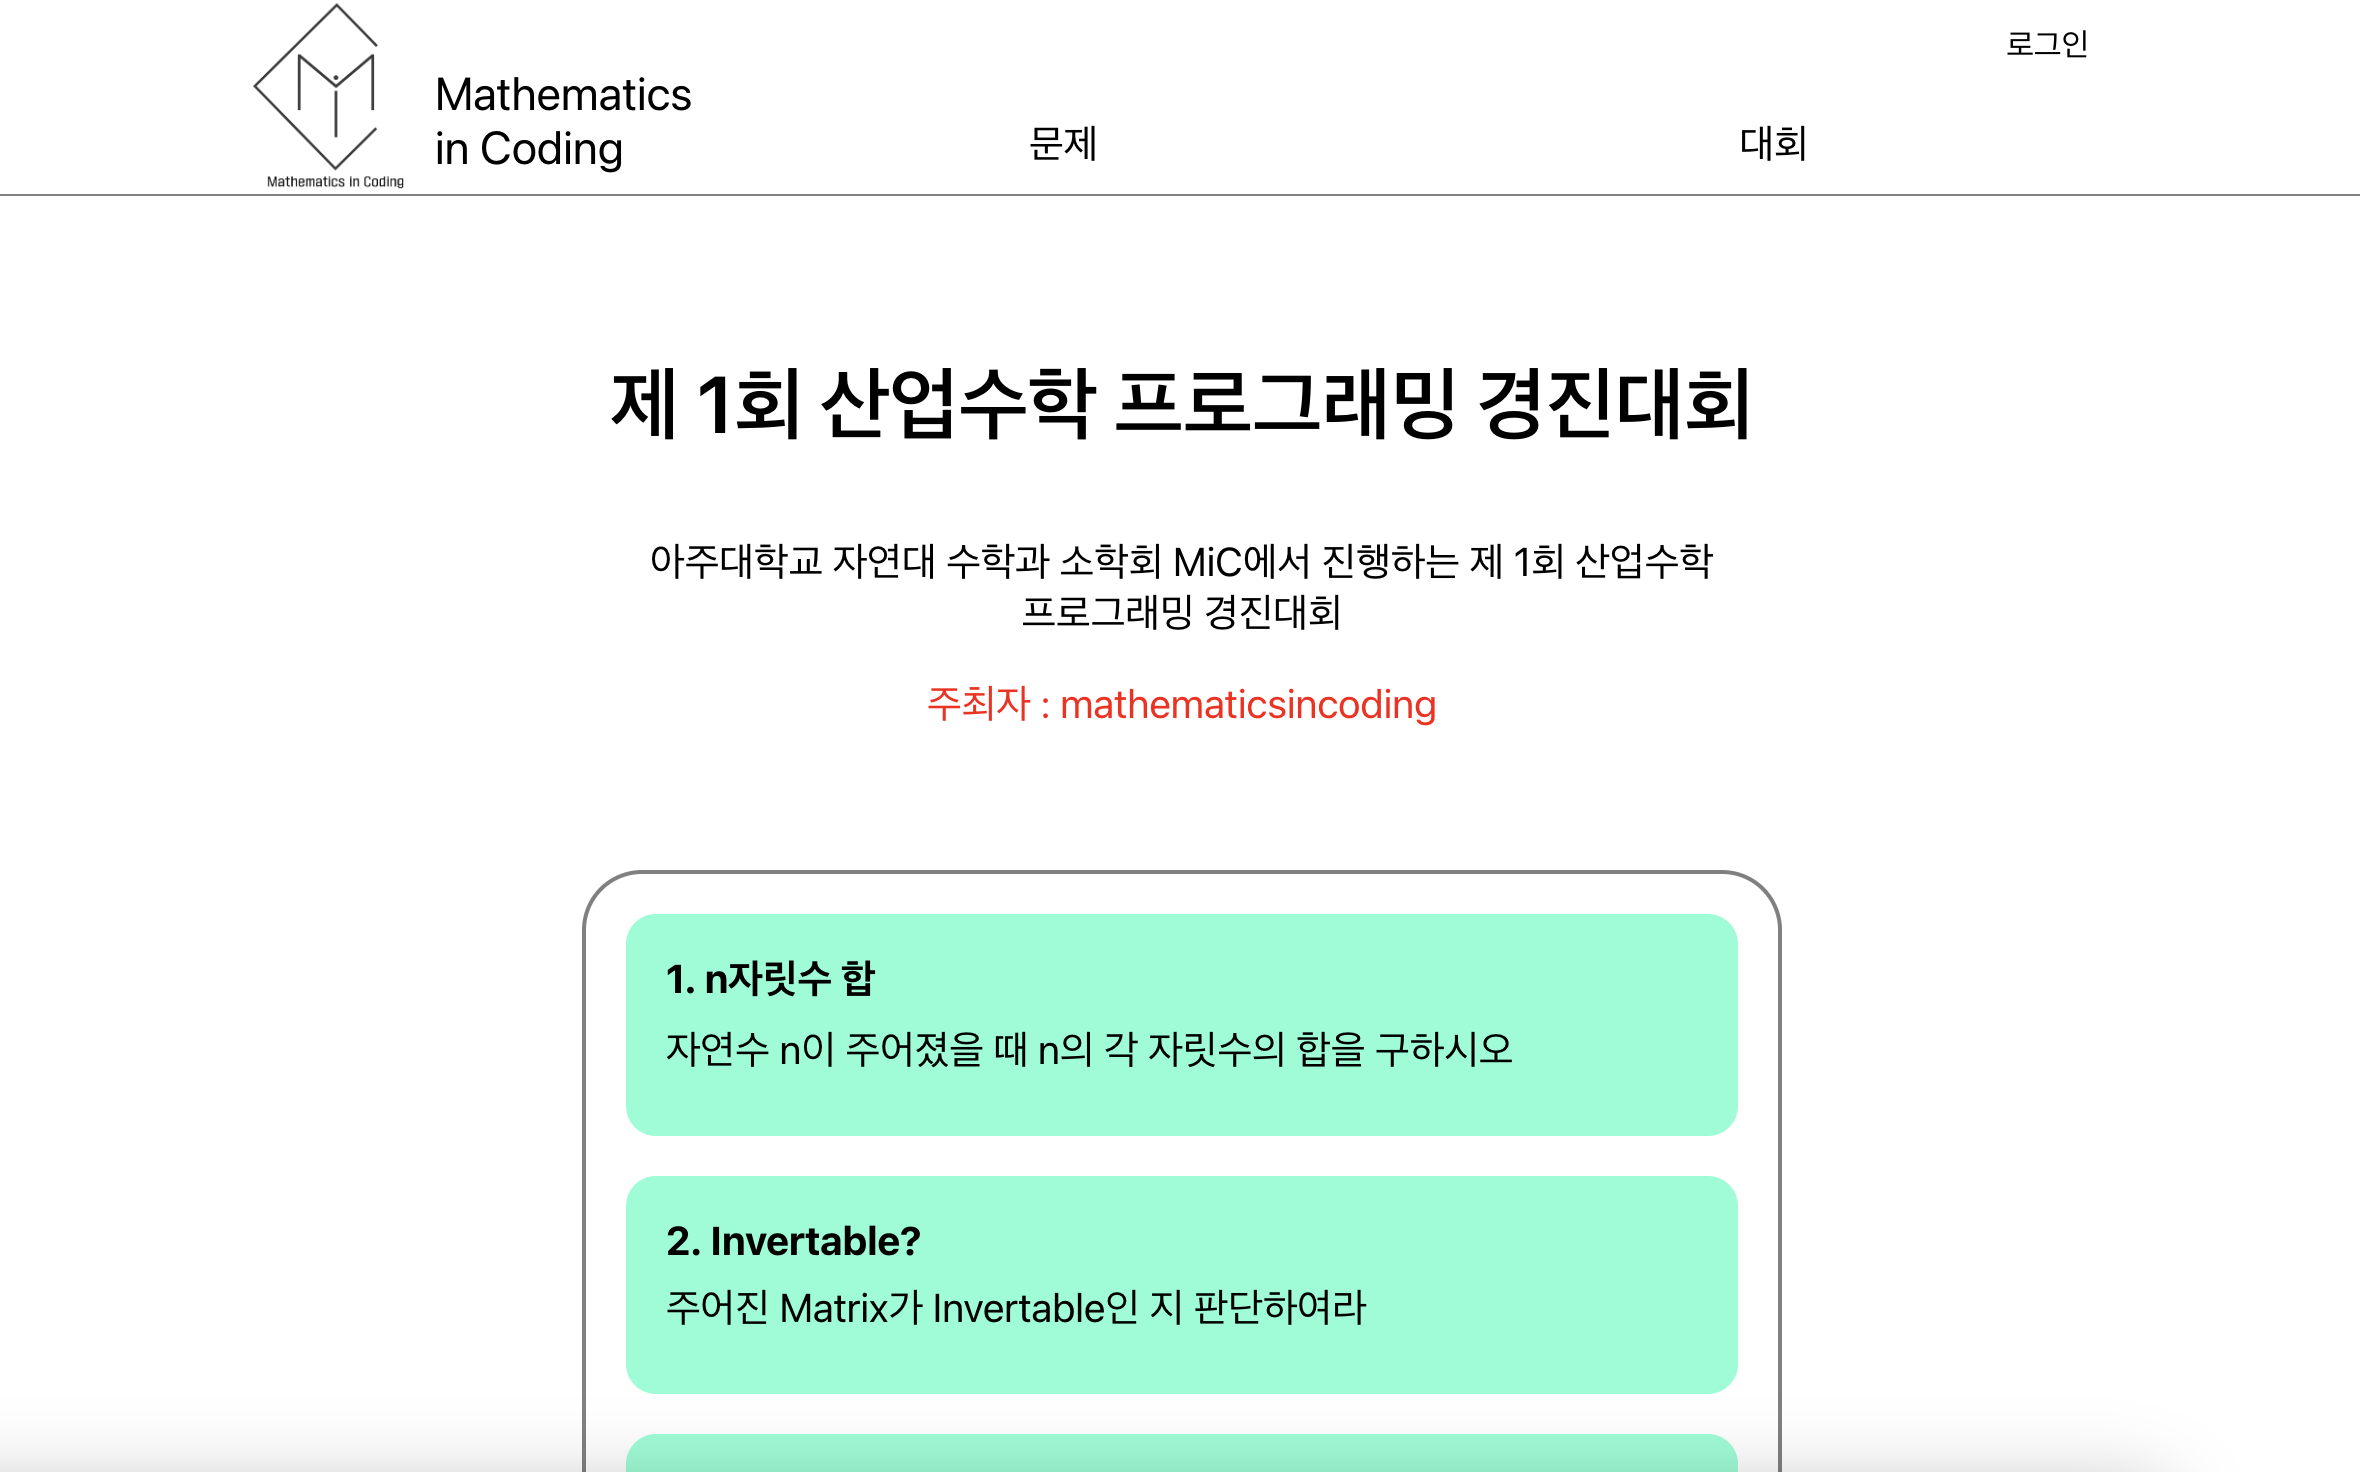 로그인
Mathematics
in Coding
Mathematics in Coding
문제
대회
제 1회 산업수학 프로그래밍 경진대회
아주대학교 자연대 수학과 소학회 MiC에서 진행하는 제 1회 산업수학
프로그래밍 경진대회
주최자 : mathematicsincoding
1. n자릿수 합
자연수 n이 주어졌을 때 n의 각 자릿수의 합을 구하시오
2. Invertable?
주어진 Matrix가 Invertable인 지 판단하여라